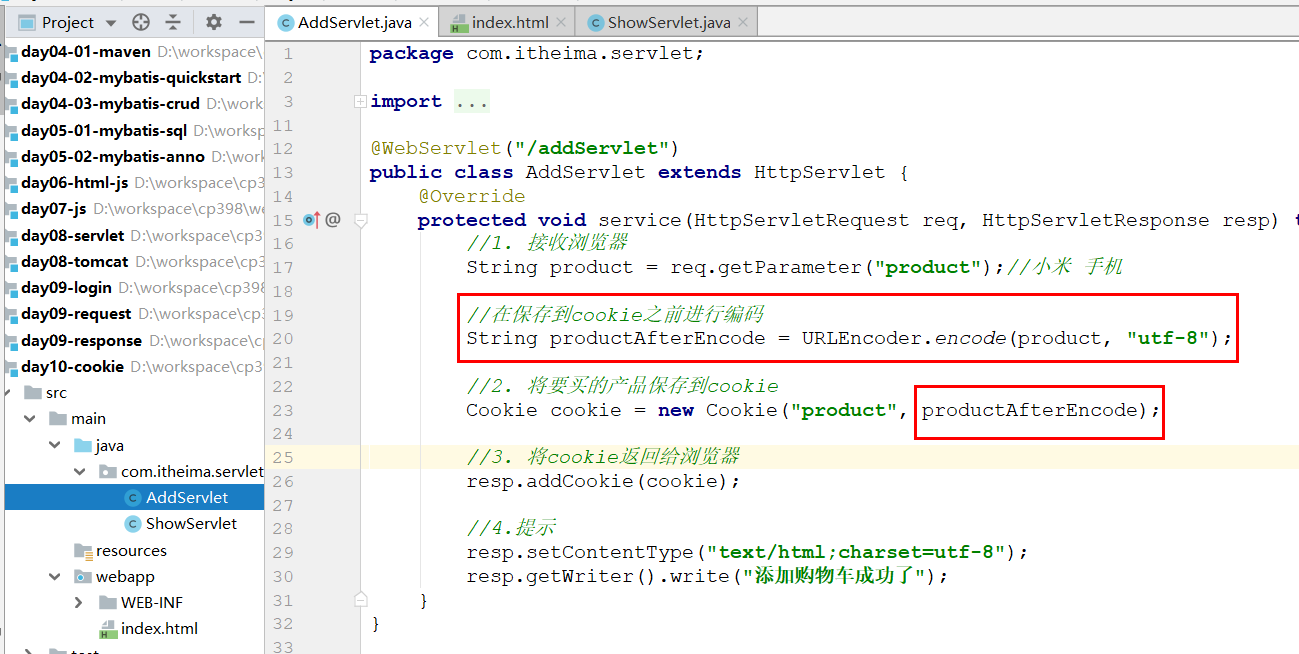 Project
AddServlet.java
index.html
ShowServlet.java
day04-01-maven D:\workspace\
day04-02-mybatis-quickstart D:
day04-03-mybatis-crud D:\work
day05-01-mybatis-sql D:\worksp
day05-02-mybatis-anno D:\work
day06-html-js D:\workspace\cp3
day07-js D:\workspace\cp398\we
day08-servlet D:\workspace\cp3
day08-tomcat D:\workspace\cp3
day09-login D:\workspace\cp398
day09-request D:\workspace\cp3
day09-response D:\workspace\cp
day10-cookie D:\workspace\cp3
src
main
java
com.itheima.servlet
AddServlet
ShowServlet
resources
webapp
WEB-INF
index.html
1 package com.itheima.servlet;
2
3 import ...
11
12 @WebServlet("/addServlet")
13 public class AddServlet extends HttpServlet {
14 @Override
15 @ protected void service(HttpServletRequest req, HttpServletResponse resp) t
16 //1. 接收浏览器
17 String product = req.getParameter("product");//小米 手机
18
19 //在保存到cookie之前进行编码
20 String productAfterEncode = URLEncoder.encode(product, "utf-8");
21
22 //2. 将要买的产品保存到cookie
23 Cookie cookie = new Cookie("product", productAfterEncode);
24
25 //3. 将cookie返回给浏览器
26 resp.addCookie(cookie);
27
28 //4.提示
29 resp.setContentType("text/html;charset=utf-8");
30 resp.getWriter().write("添加购物车成功了");
31 }
32 }
33